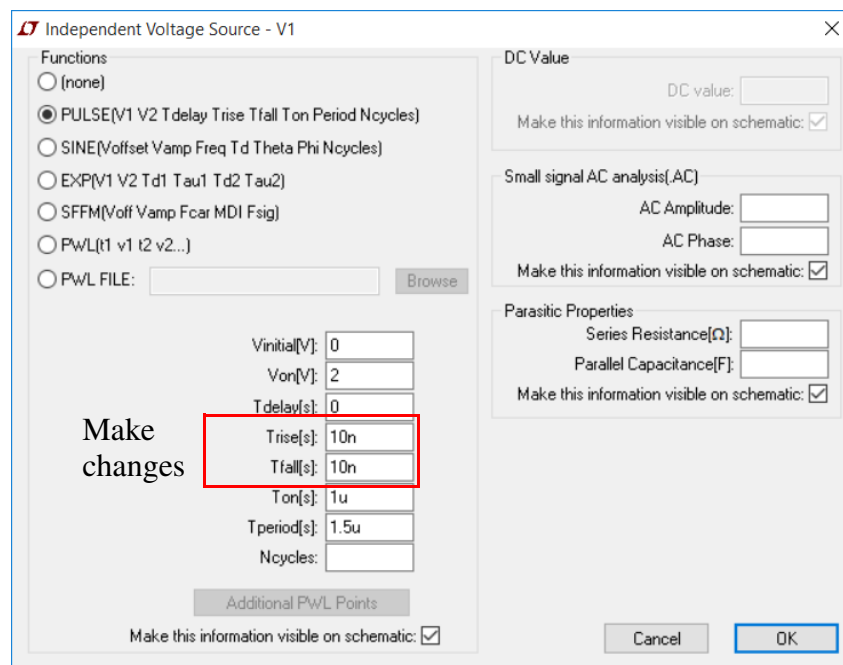 Independent Voltage Source - V1
Functions
(none)
PULSE(V1 V2 Tdelay Trise Tfall Ton Period Ncycles)
SINE(Voffset Vamp Freq Td Theta Phi Ncycles)
EXP(V1 V2 Td1 Tau1 Td2 Tau2)
SFFM(Voff Vamp Fcar MDI Fsig)
PWL(t1 v1 t2 v2...)
PWL FILE:
Browse
Vinitial[V]: 0
Von[V]: 2
Tdelay[s]: 0
Trise[s]: 10n
Tfall[s]: 10n
Ton[s]: 1u
Tperiod[s]: 1.5u
Ncycles:
Make
changes
Additional PWL Points
Make this information visible on schematic:
DC Value
DC value:
Make this information visible on schematic:
Small signal AC analysis(.AC)
AC Amplitude:
AC Phase:
Make this information visible on schematic:
Parasitic Properties
Series Resistance[Ω]:
Parallel Capacitance[F]:
Make this information visible on schematic:
Cancel
OK